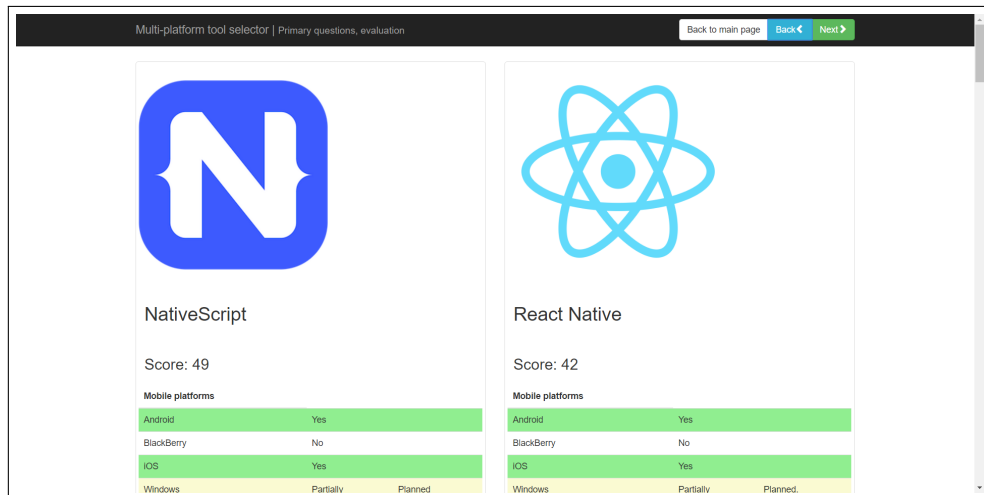 Multi-platform tool selector | Primary questions, evaluation
Back to main page Back Next
N
NativeScript
Score: 49
Mobile platforms
Android Yes
BlackBerry No
iOS Yes
Windows Partially Planned
React Native
Score: 42
Mobile platforms
Android Yes
BlackBerry No
iOS Yes
Windows Partially Planned.